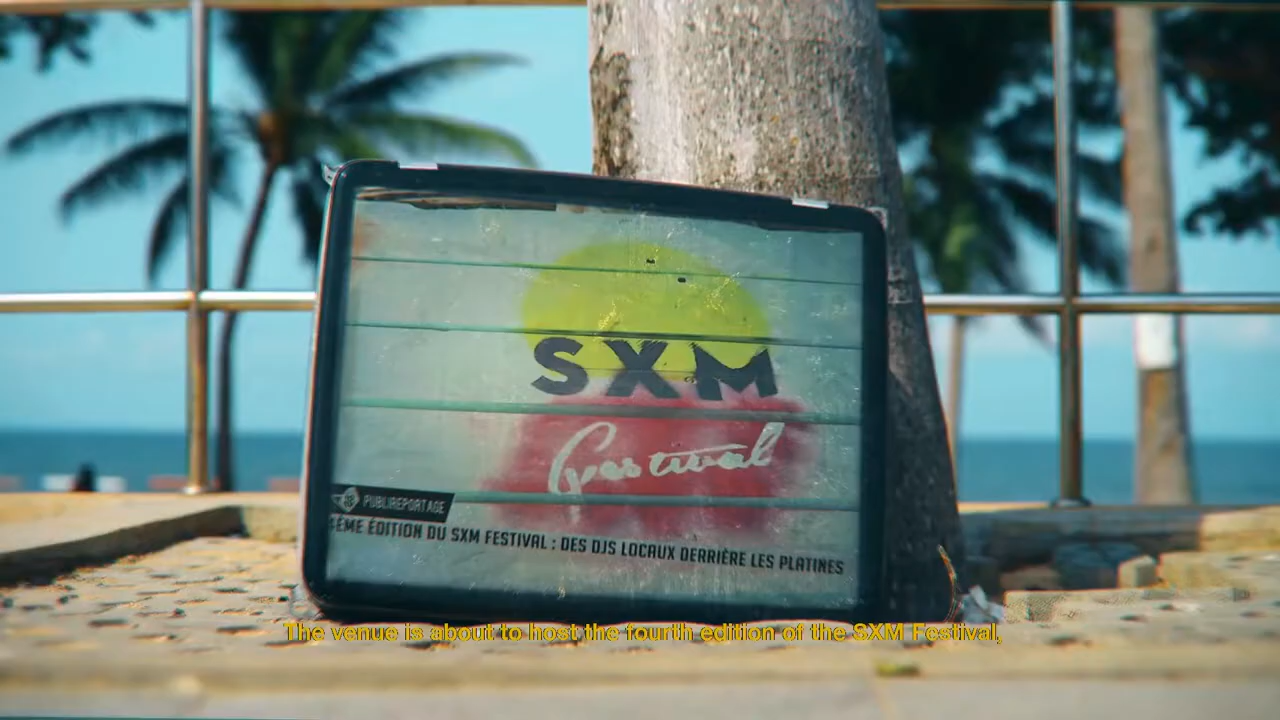 SXM
Festival
PUBLIREPORTAGE
4ÈME ÉDITION DU SXM FESTIVAL : DES DJS LOCAUX DERRIÈRE LES PLATINES
The venue is about to host the fourth edition of the SXM Festival,